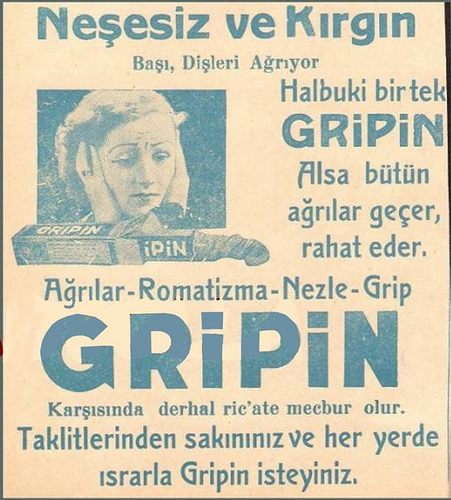 Neşesiz ve Kırgın
Başı, Dişleri Ağrıyor
Halbuki bir tek
GRiPiN
Alsa bütün
ağrılar geçer,
rahat eder.
GRIPIN
iPiN
Ağrılar-Romatizma-Nezle-Grip
GRiPiN
Karşısında derhal ric'ate mecbur olur.
Taklitlerinden sakınınız ve her yerde
ısrarla Gripin isteyiniz.